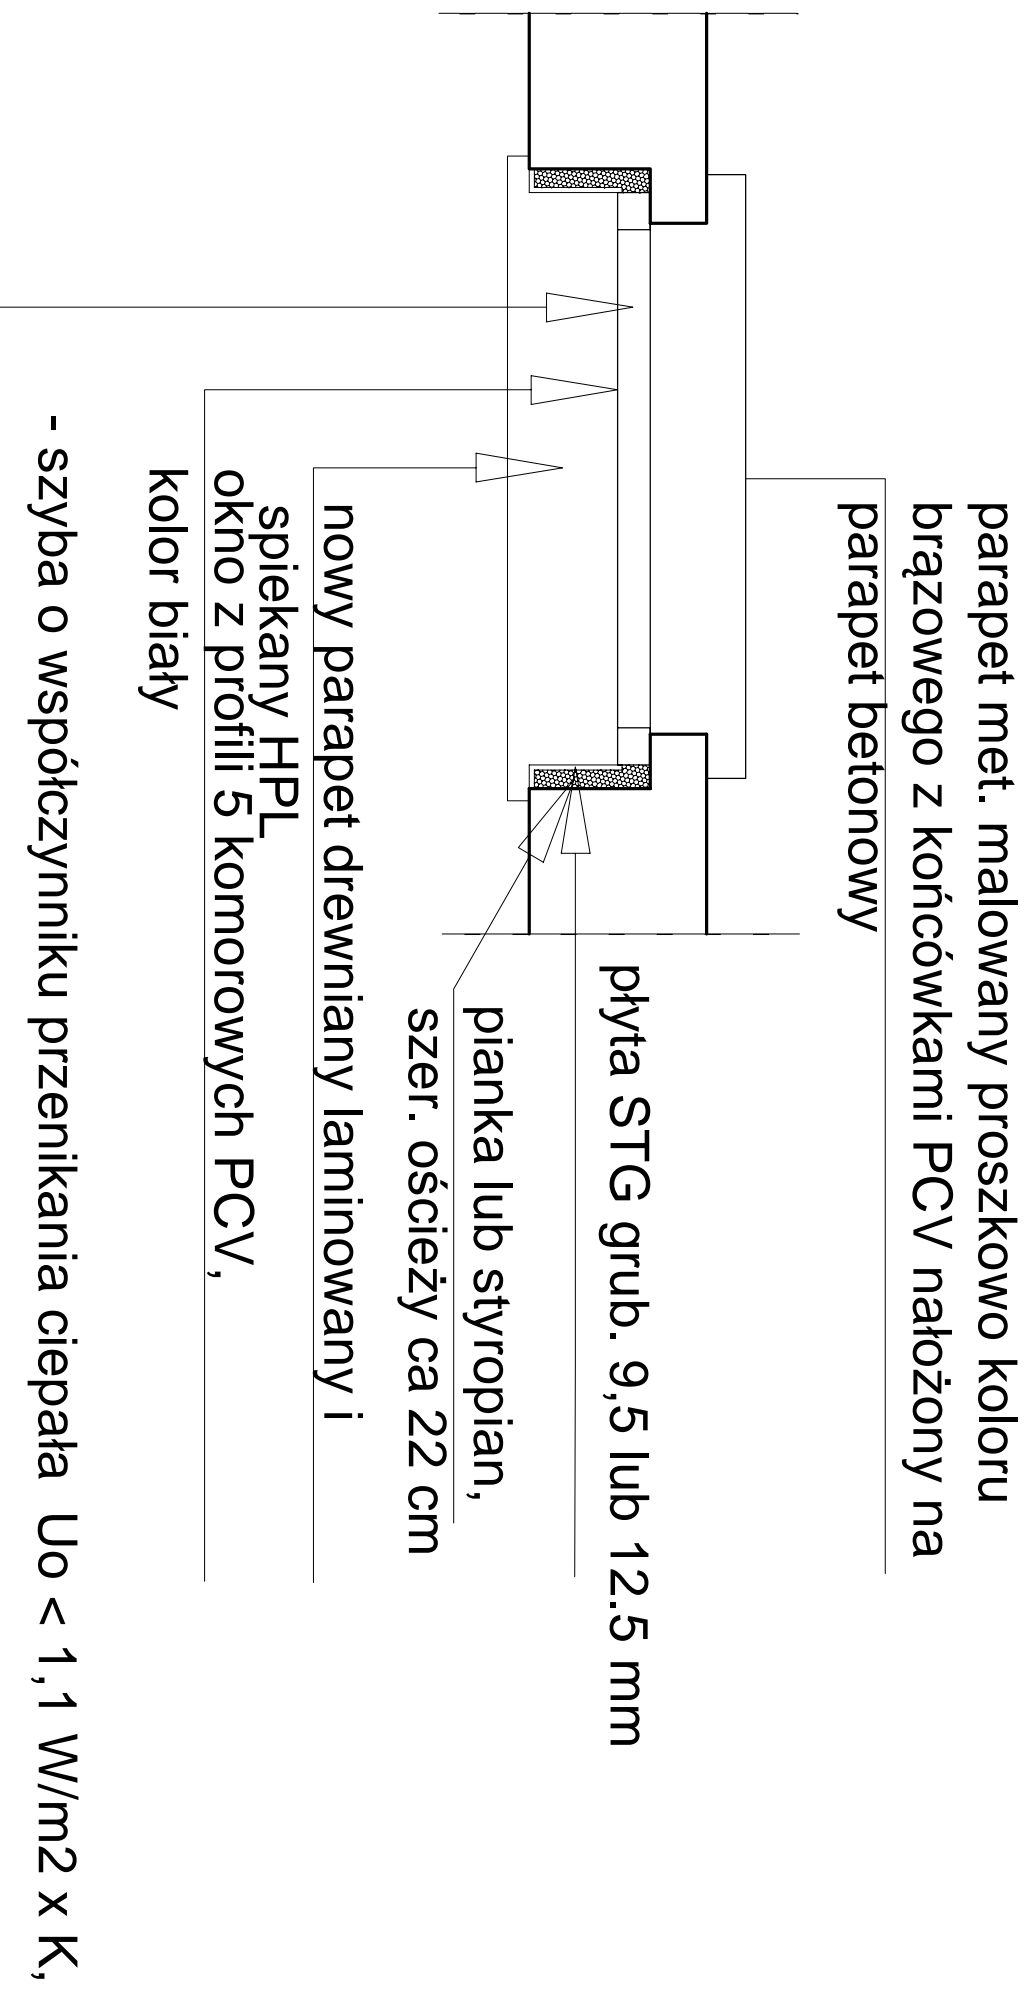 parapet met. malowany proszkowo koloru
brązowego z końcówkami PCV nałożony na
parapet betonowy
płyta STG grub. 9,5 lub 12.5 mm
pianka lub styropian,
szer. ościeży ca 22 cm
nowy parapet drewniany laminowany i
spiekany HPL
okno z profili 5 komorowych PCV,
kolor biały
- szyba o współczynniku przenikania ciepała Uo < 1,1 W/m2 x K,